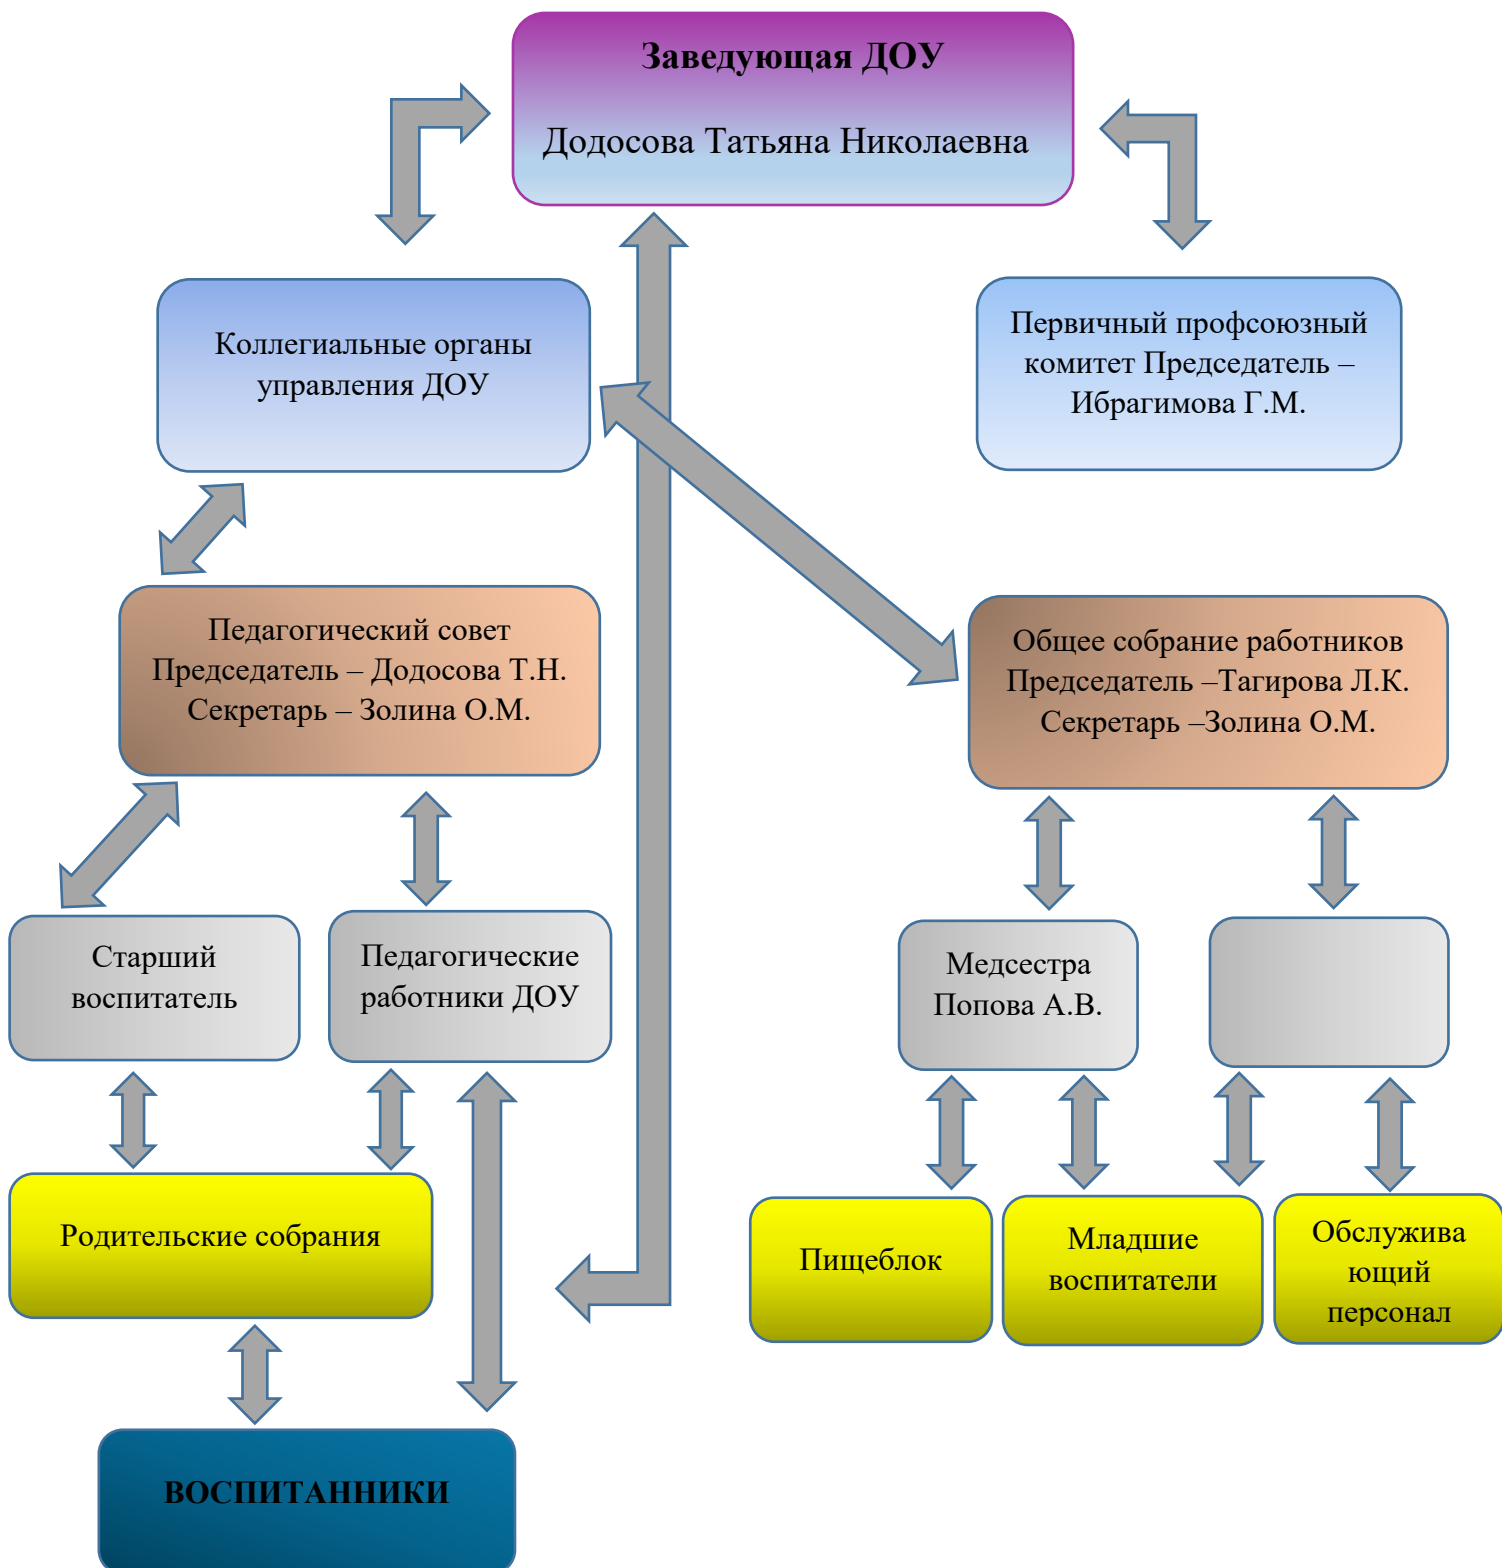 Заведующая ДОУ
Додосова Татьяна Николаевна
Коллегиальные органы
управления ДОУ
Первичный профсоюзный
комитет Председатель –
Ибрагимова Г.М.
Педагогический совет
Председатель – Додосова Т.Н.
Секретарь – Золина О.М.
Общее собрание работников
Председатель –Тагирова Л.К.
Секретарь –Золина О.М.
Старший
воспитатель
Педагогические
работники ДОУ
Медсестра
Попова А.В.
Родительские собрания
Пищеблок
Младшие
воспитатели
Обслужива
ющий
персонал
ВОСПИТАННИКИ